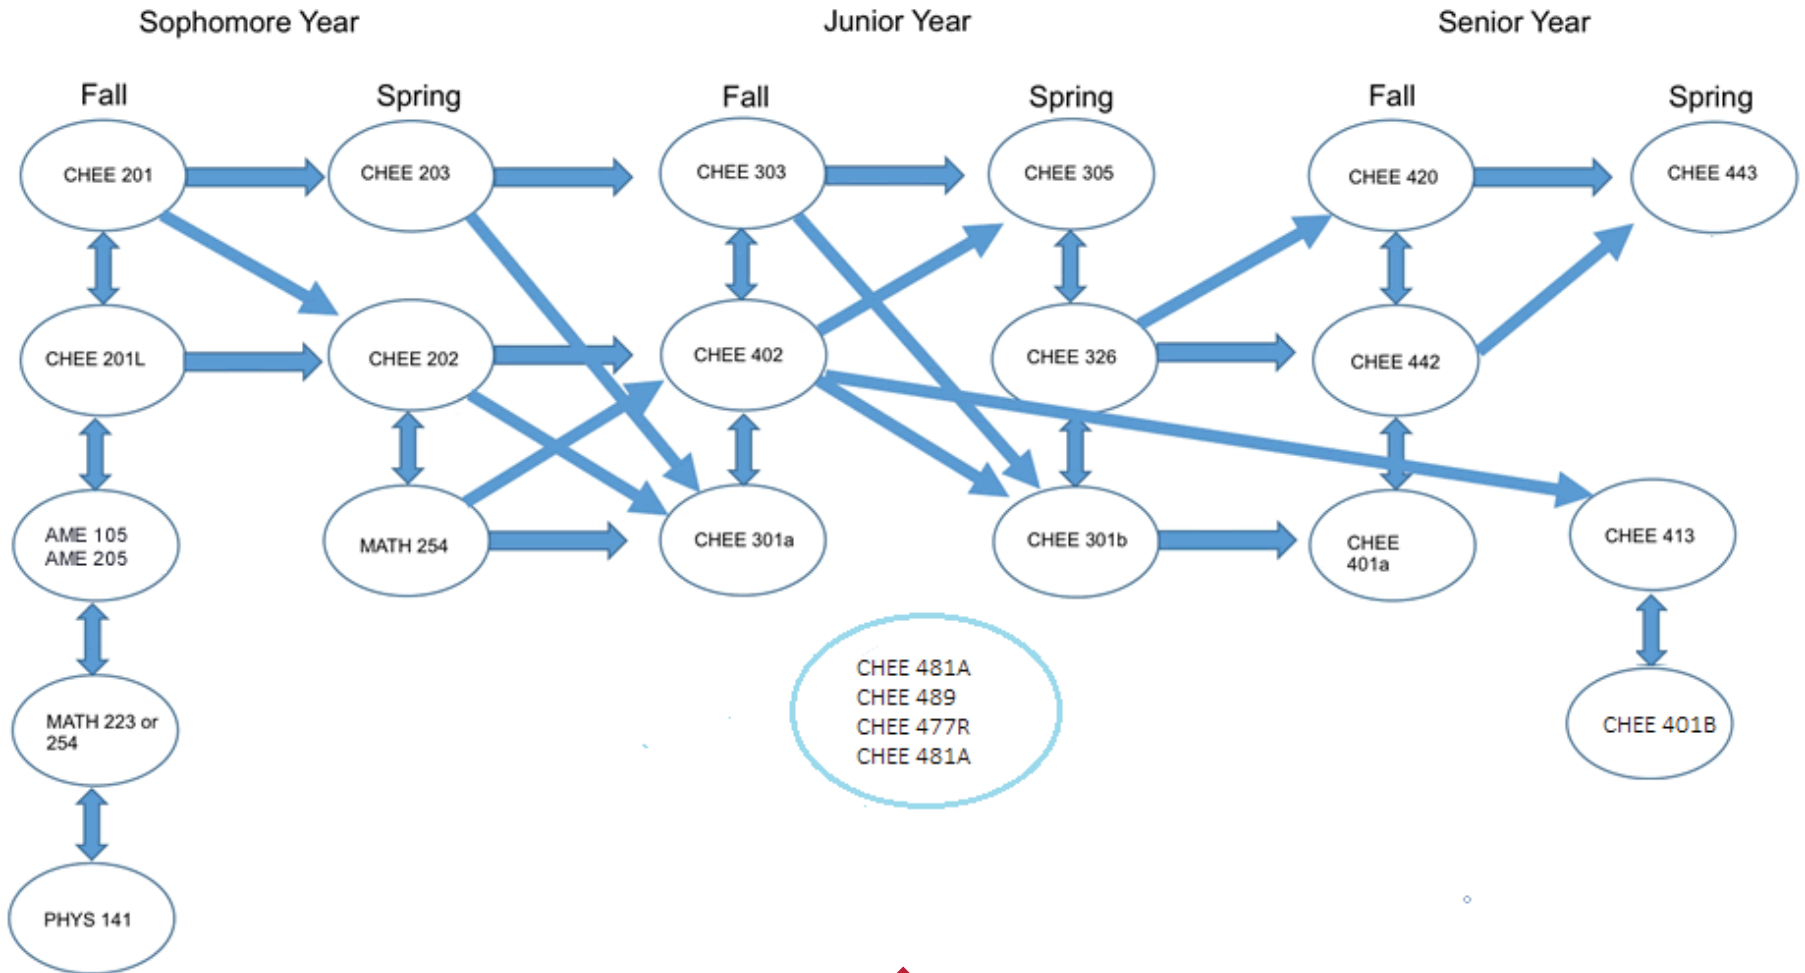 Sophomore Year
Junior Year
Senior Year
Fall
Spring
Fall
Spring
Fall
Spring
CHEE 201
CHEE 203
CHEE 303
CHEE 305
CHEE 420
CHEE 443
CHEE 201L
CHEE 202
CHEE 402
CHEE 326
CHEE 442
AME 105
AME 205
MATH 254
CHEE 301a
CHEE 301b
CHEE
401a
CHEE 413
MATH 223 or
254
CHEE 481A
CHEE 489
CHEE 477R
CHEE 481A
CHEE 401B
PHYS 141